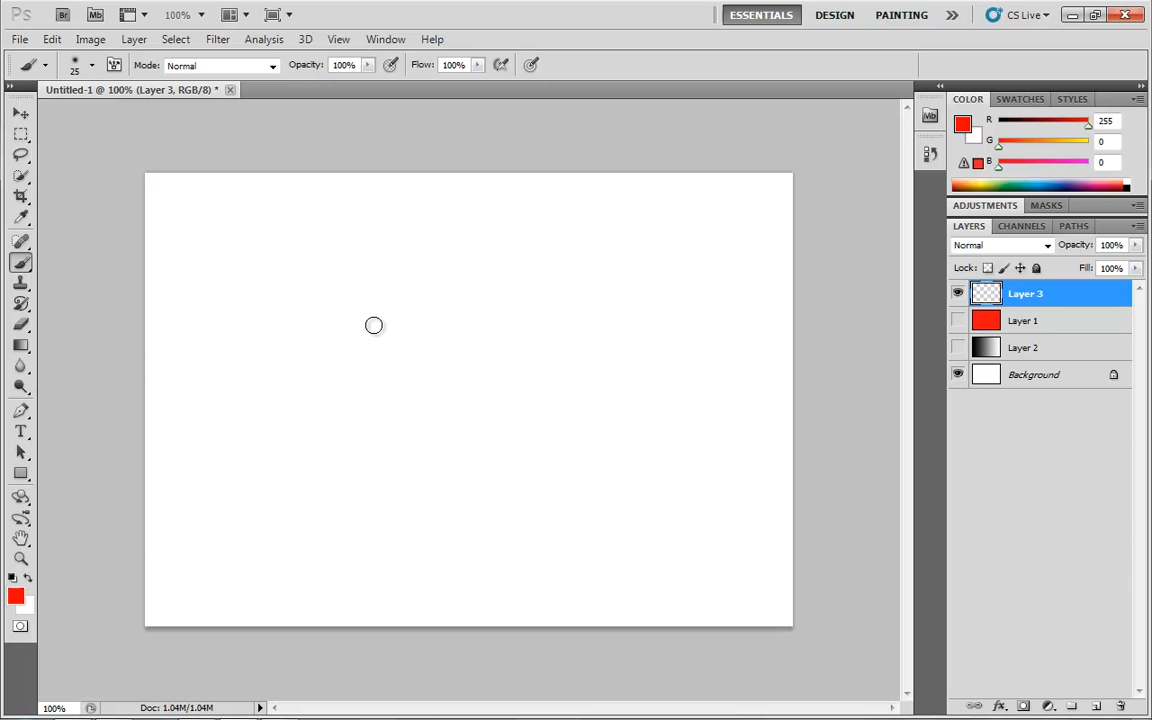 Ps Br Mb 100% ESSENTIALS DESIGN PAINTING CS Live
File Edit Image Layer Select Filter Analysis 3D View Window Help
25 Mode: Normal Opacity: 100% Flow: 100%
Untitled-1 @ 100% (Layer 3, RGB/8) *
COLOR SWATCHES STYLES
Mb
R 255
G 0
B 0
ADJUSTMENTS MASKS
LAYERS CHANNELS PATHS
Normal Opacity: 100%
Lock: Fill: 100%
Layer 3
Layer 1
Layer 2
Background
T
100% Doc: 1.04M/1.04M
fx